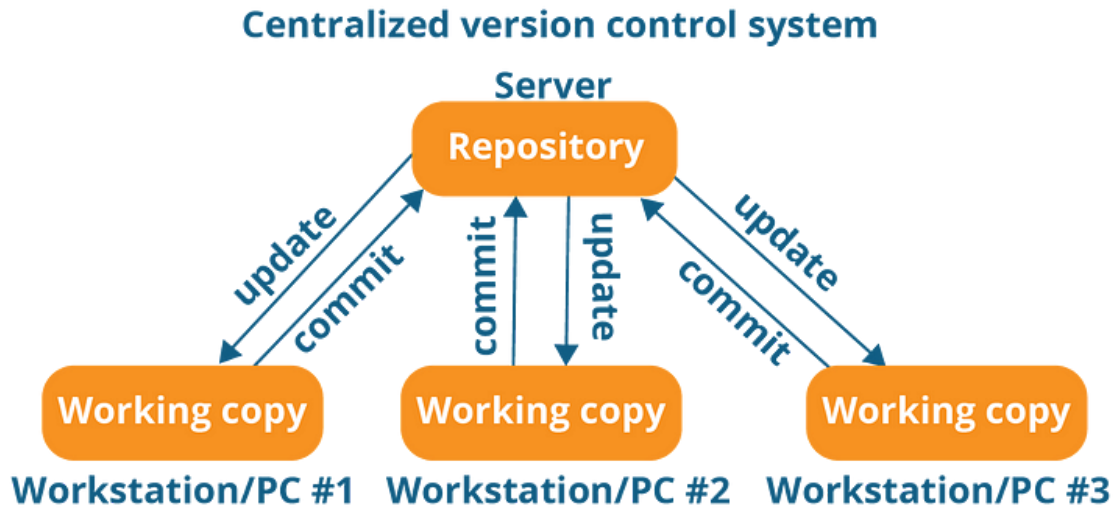 Centralized version control system
Server
Repository
update
commit
commit
update
commit
update
Working copy
Working copy
Working copy
Workstation/PC #1
Workstation/PC #2
Workstation/PC #3